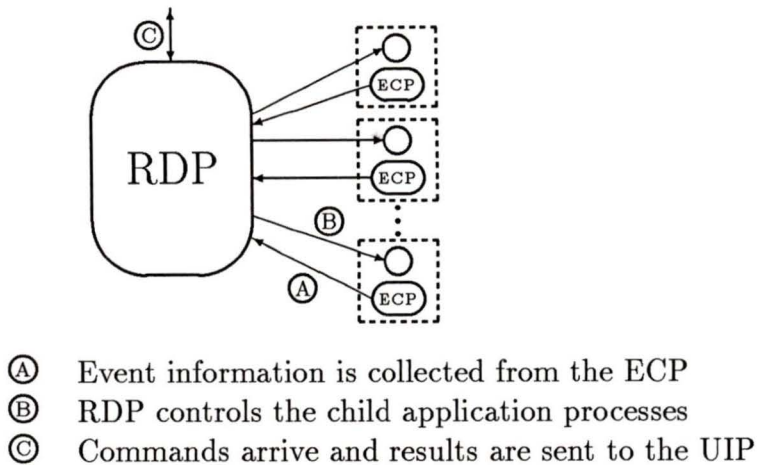 Ⓒ
ECP
RDP
ECP
Ⓑ
Ⓐ
ECP
Ⓐ Event information is collected from the ECP
Ⓑ RDP controls the child application processes
Ⓒ Commands arrive and results are sent to the UIP